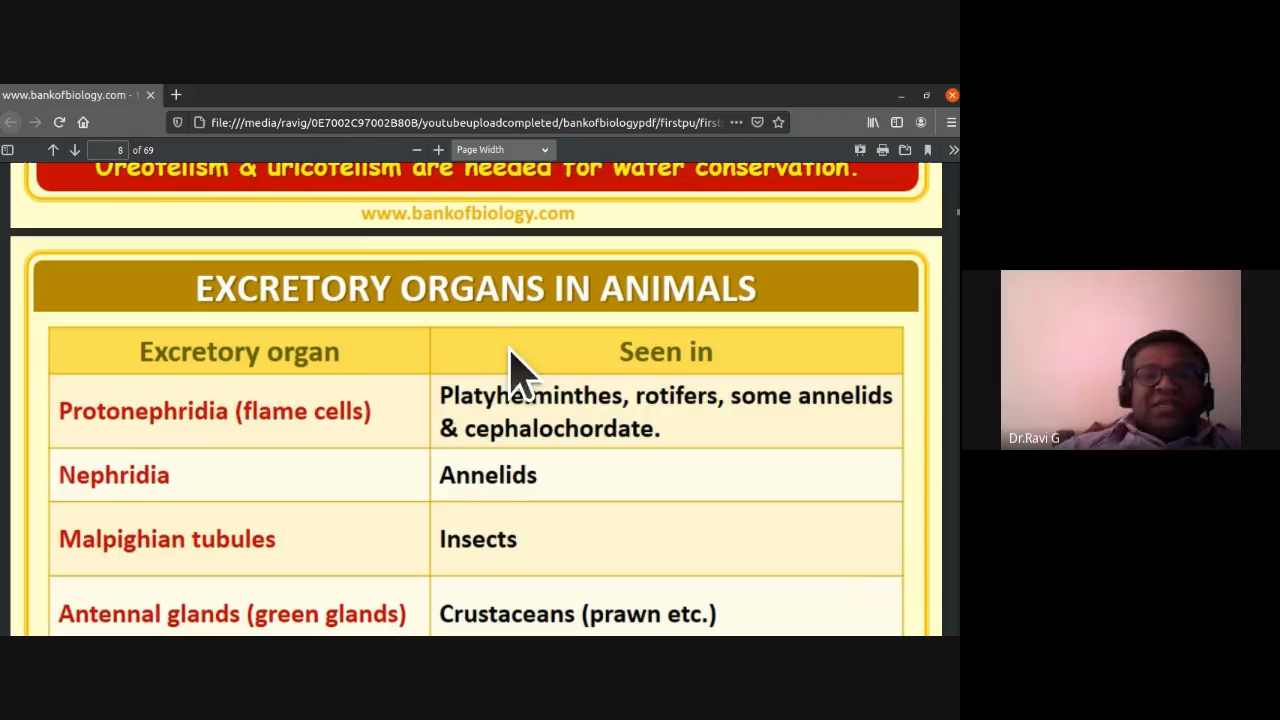 www.bankofbiology.com -
file:///media/ravig/0E7002C97002B80B/youtubeuploadcompleted/bankofbiologypdf/firstpu/first
8 of 69
Page Width
Ureotelism & uricotelism are needed for water conservation.
www.bankofbiology.com
EXCRETORY ORGANS IN ANIMALS
Excretory organ Seen in
Protonephridia (flame cells) Platyhelminthes, rotifers, some annelids
& cephalochordate.
Nephridia Annelids
Malpighian tubules Insects
Antennal glands (green glands) Crustaceans (prawn etc.)
Dr.Ravi G